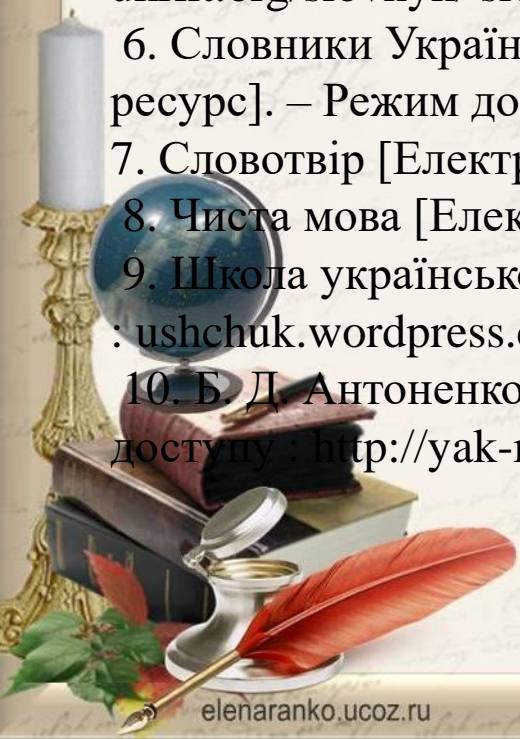 6. Словники Україн
ресурс]. – Режим до
7. Словотвір [Електр
8. Чиста мова [Елек
9. Школа українсько
: ushchuk.wordpress.c
10. Б. Д. Антоненко
доступу : http://yak-
elenaranko.ucoz.ru